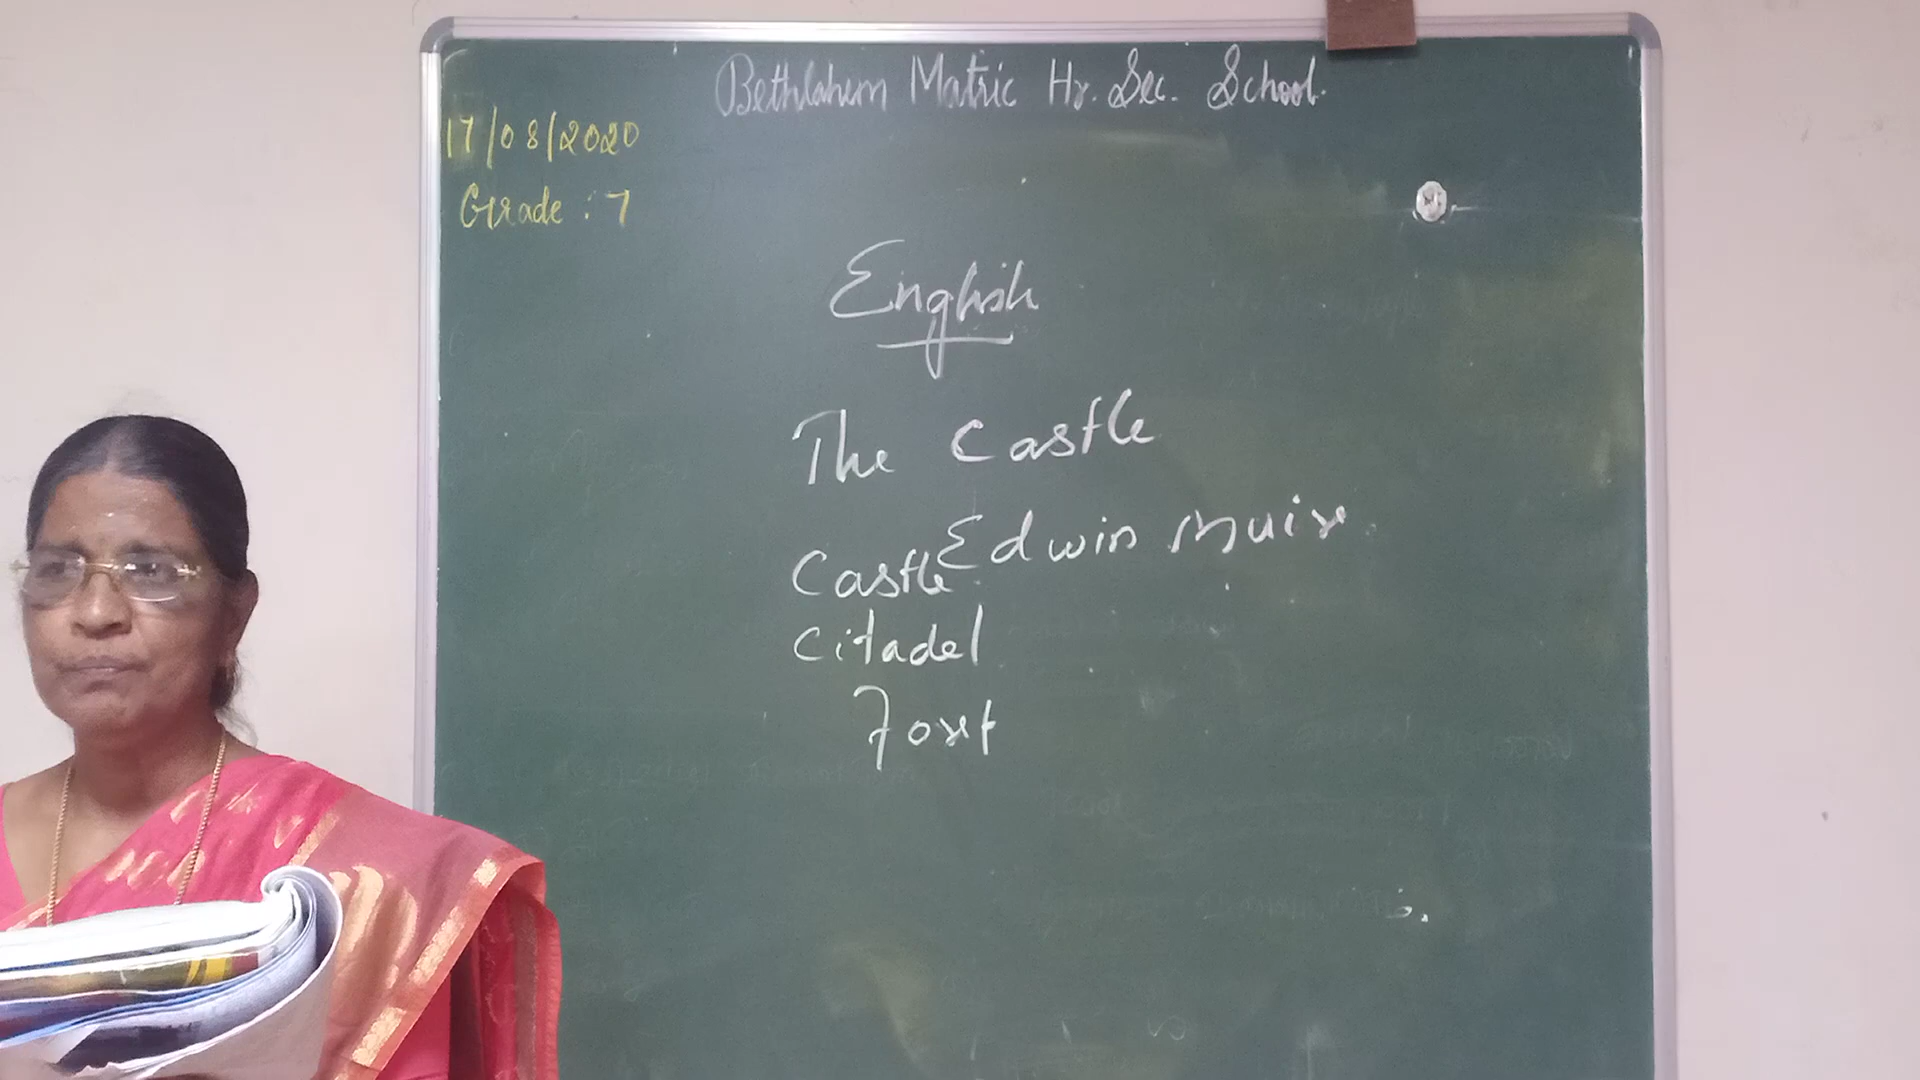 Bethlahem Matric Hr. Sec. School.
17/08/2020
Grade : 7
English
The Castle
Edwin Muir
Castle
Citadel
Fort